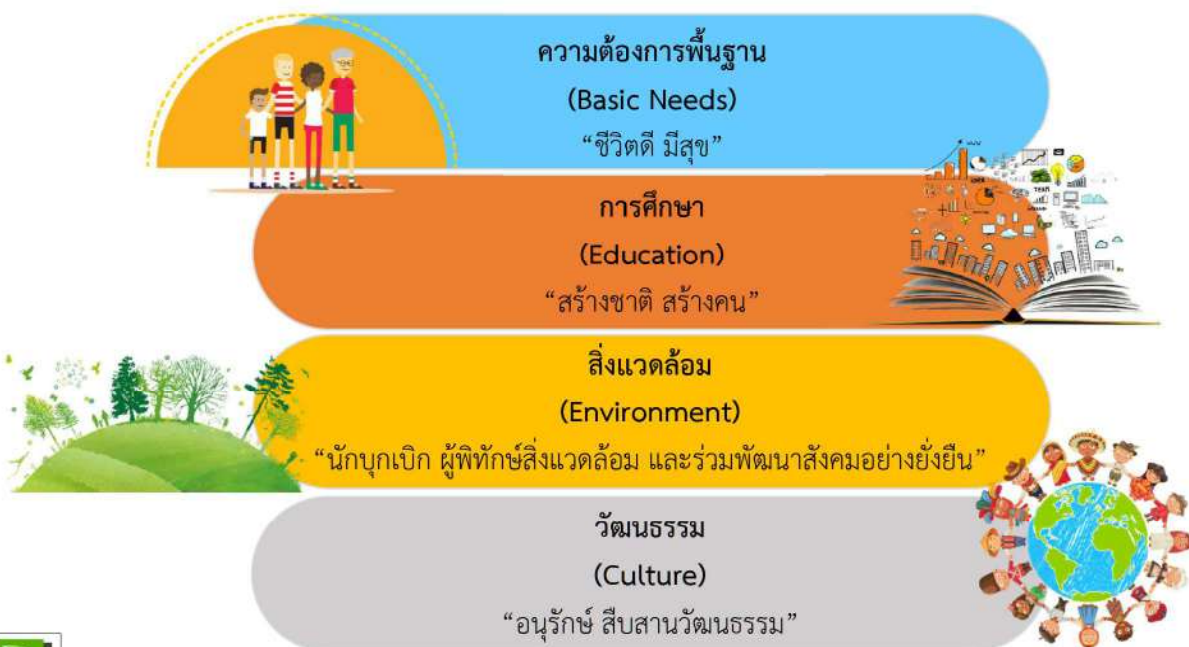 ความต้องการพื้นฐาน
(Basic Needs)
“ชีวิตดี มีสุข”
การศึกษา
(Education)
“สร้างชาติ สร้างคน”
TEAM
สิ่งแวดล้อม
(Environment)
“นักบุกเบิก ผู้พิทักษ์สิ่งแวดล้อม และร่วมพัฒนาสังคมอย่างยั่งยืน”
วัฒนธรรม
(Culture)
“อนุรักษ์ สืบสานวัฒนธรรม”